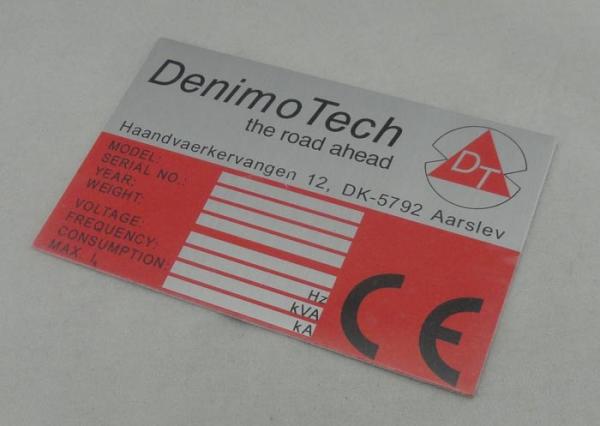 DenimoTech
the road ahead
DT
Haandvaerkervangen 12, DK-5792 Aarslev
MODEL:
SERIAL NO.:
YEAR:
WEIGHT:
VOLTAGE:
FREQUENCY: Hz
CONSUMPTION: kVA
MAX. Ik kA
CE